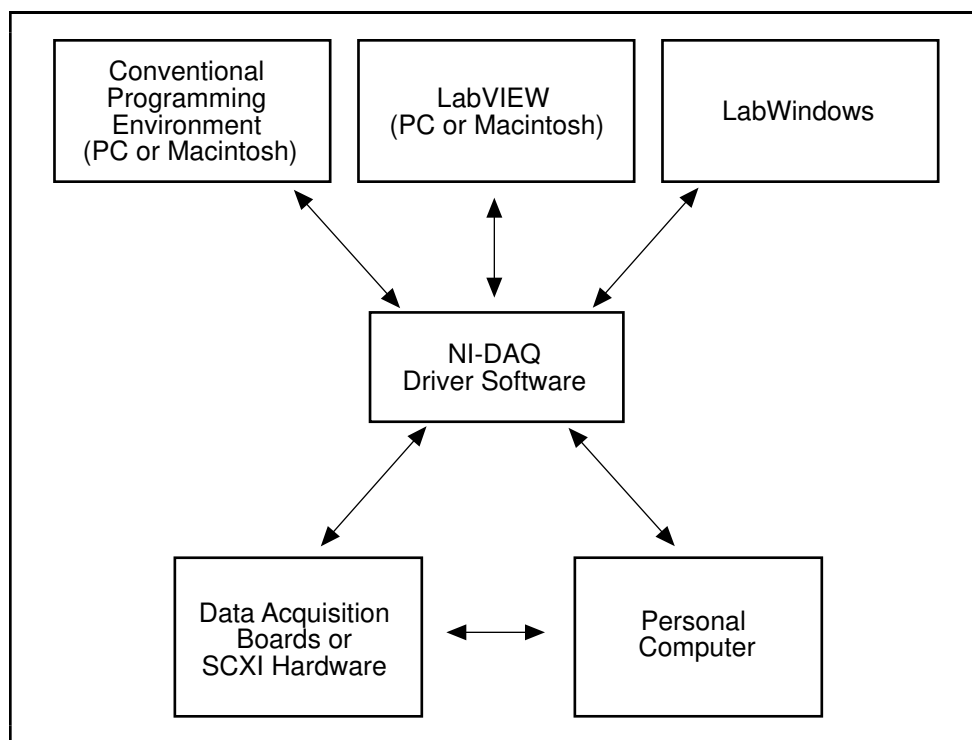 Conventional
Programming
Environment
(PC or Macintosh)
LabVIEW
(PC or Macintosh)
LabWindows
NI-DAQ
Driver Software
Data Acquisition
Boards or
SCXI Hardware
Personal
Computer